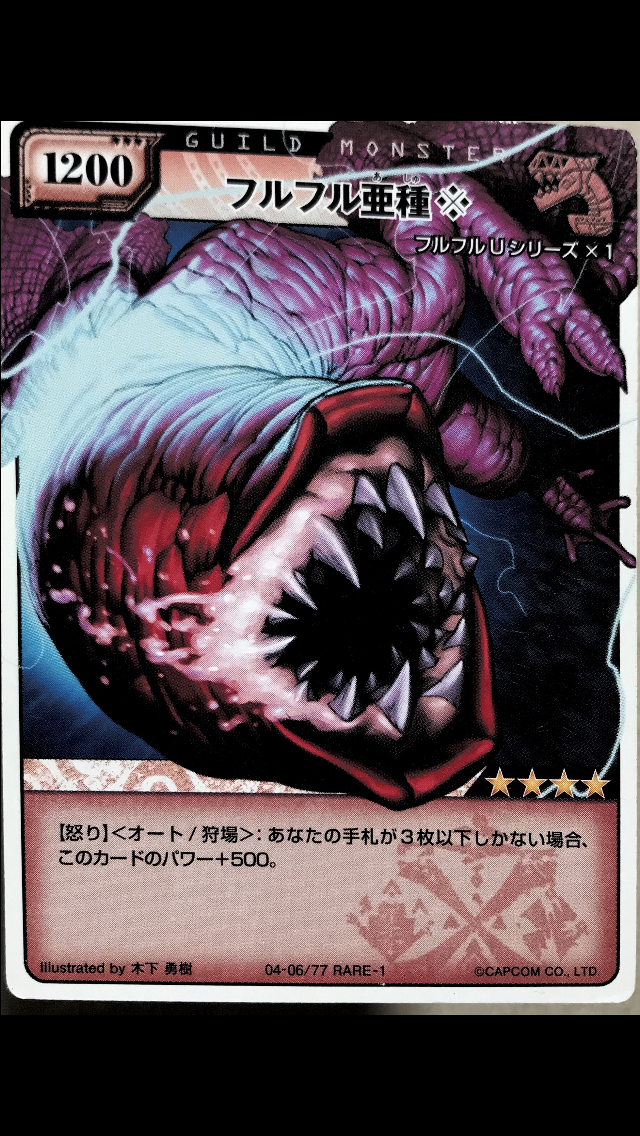 GUILD MONSTER
1200
あ しゅ
フルフル亜種※
フルフルUシリーズ×1
【怒り】<オート/狩場>:あなたの手札が3枚以下しかない場合、
このカードのパワー+500。
Illustrated by 木下 勇樹 04-06/77 RARE-1 ©CAPCOM CO., LTD.